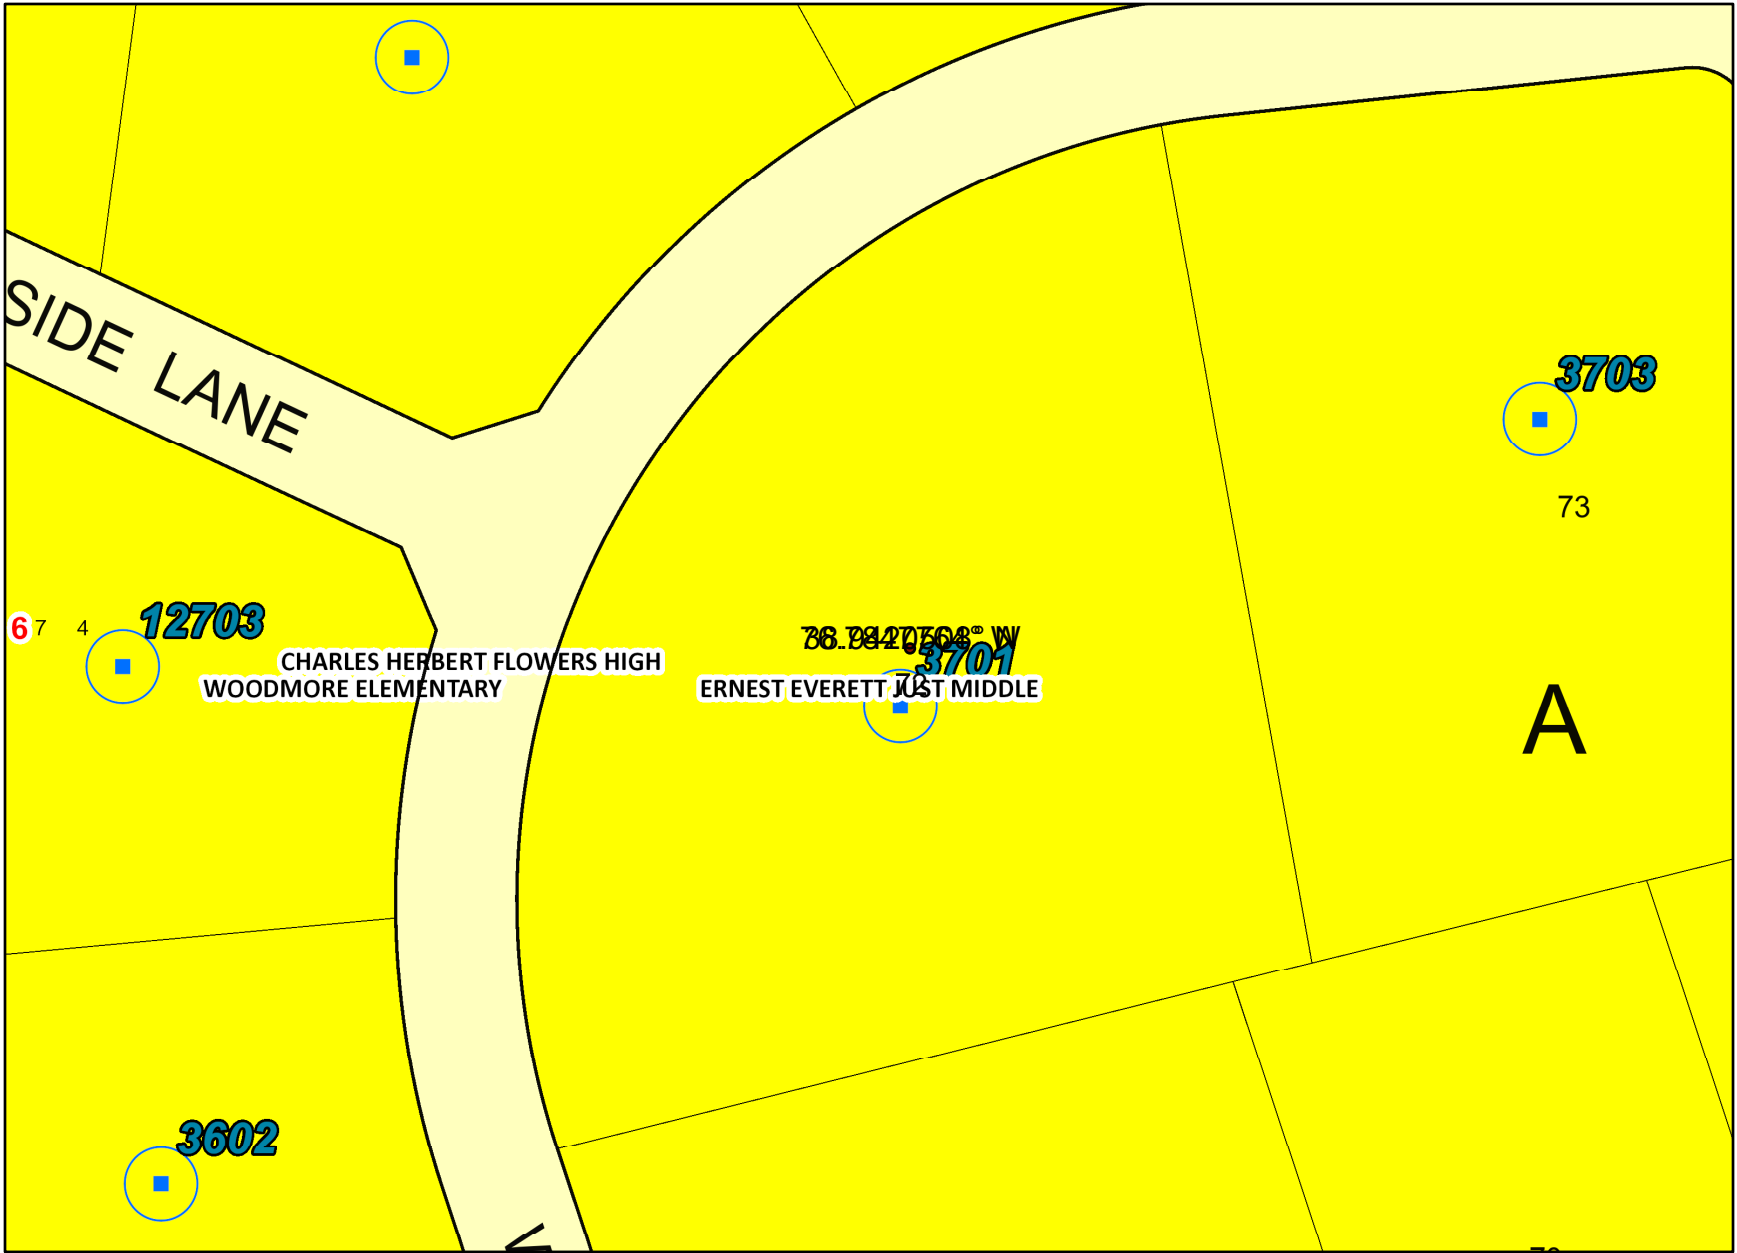 SIDE LANE
3703
73
12703
6 7 4
3701
72
CHARLES HERBERT FLOWERS HIGH
WOODMORE ELEMENTARY
ERNEST EVERETT JUST MIDDLE
A
3602